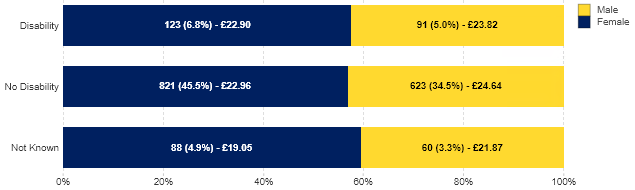 Male
Female
Disability 123 (6.8%) - £22.90 91 (5.0%) - £23.82
No Disability 821 (45.5%) - £22.96 623 (34.5%) - £24.64
Not Known 88 (4.9%) - £19.05 60 (3.3%) - £21.87
0% 20% 40% 60% 80% 100%